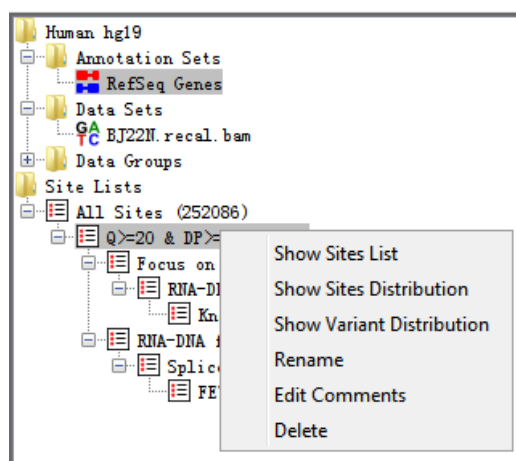 Human hg19
Annotation Sets
RefSeq Genes
Data Sets
GATC BJ22N.recal.bam
Data Groups
Site Lists
All Sites (252086)
Q>=20 & DP>=
Focus on
RNA-DN
Kn
RNA-DNA
Splic
FE
Show Sites List
Show Sites Distribution
Show Variant Distribution
Rename
Edit Comments
Delete